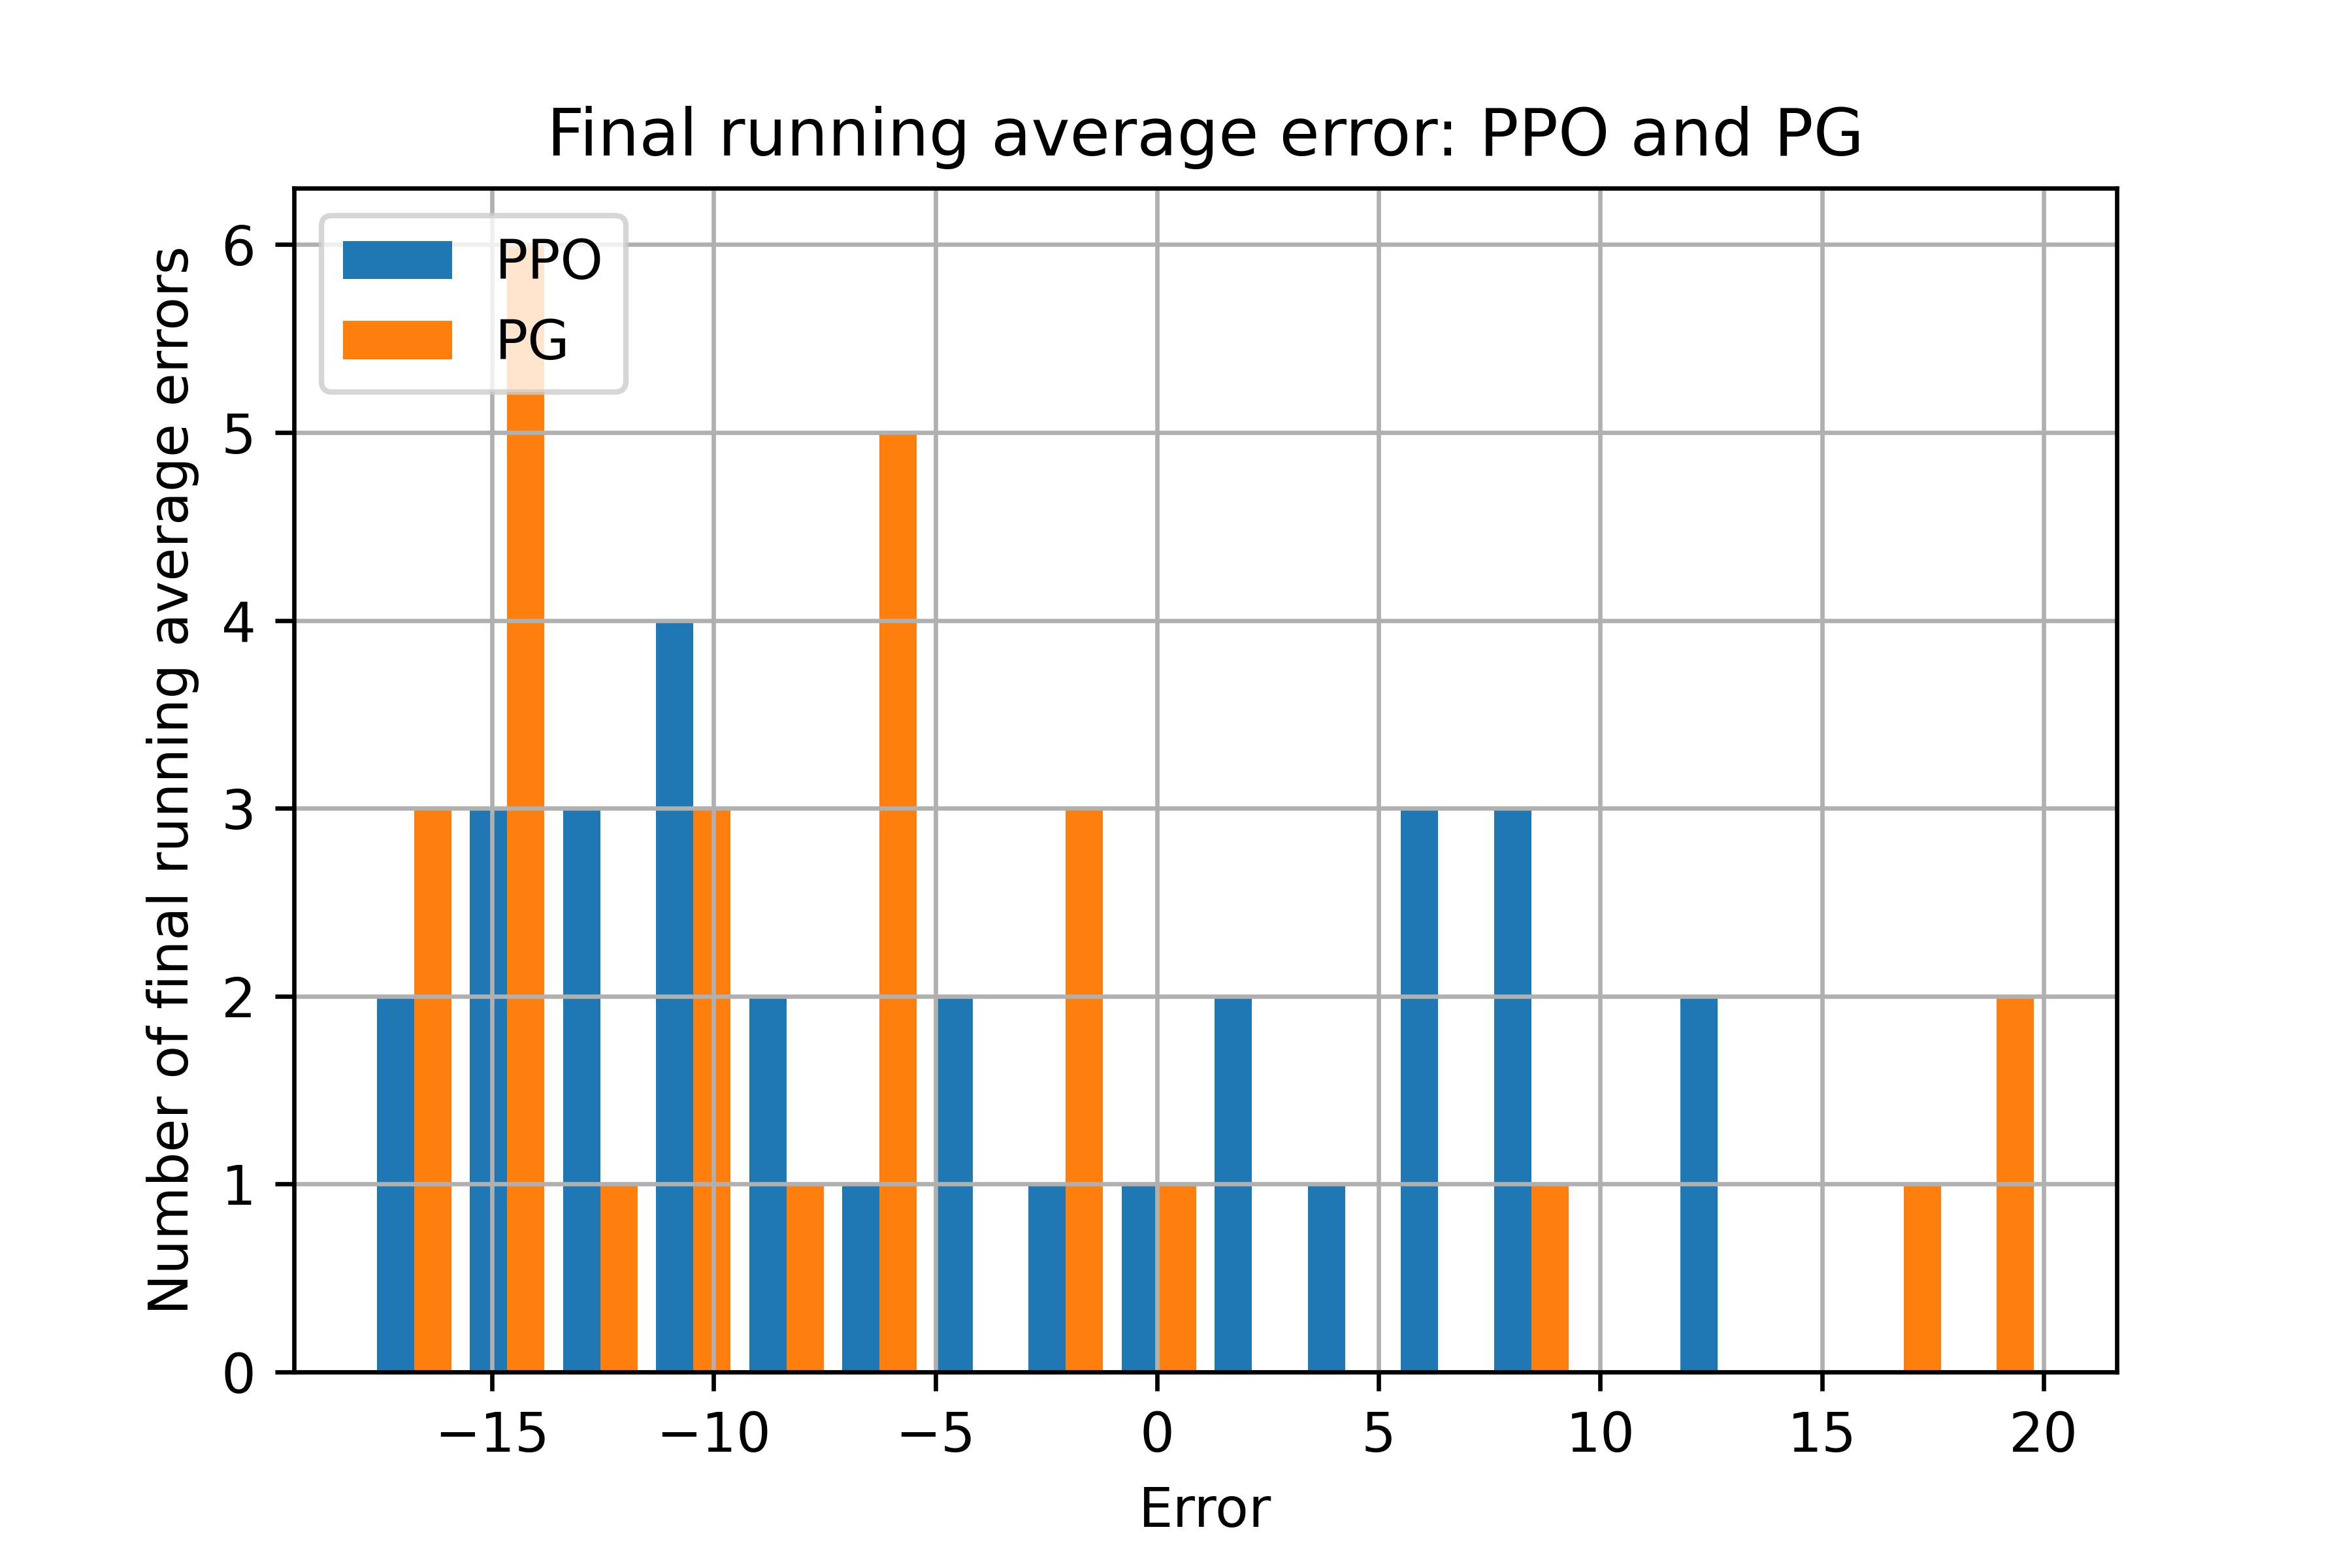 Final running average error: PPO and PG
Number of final running average errors
6
5
4
3
2
1
0
PPO
PG
−15 −10 −5 0 5 10 15 20
Error